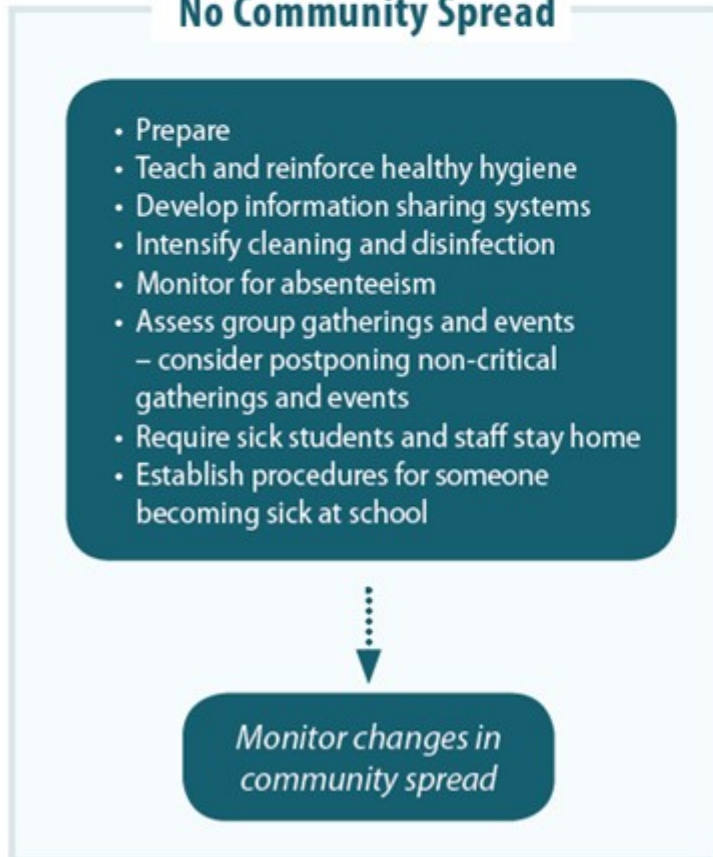 No Community Spread
• Prepare
• Teach and reinforce healthy hygiene
• Develop information sharing systems
• Intensify cleaning and disinfection
• Monitor for absenteeism
• Assess group gatherings and events
– consider postponing non-critical
gatherings and events
• Require sick students and staff stay home
• Establish procedures for someone
becoming sick at school
Monitor changes in
community spread